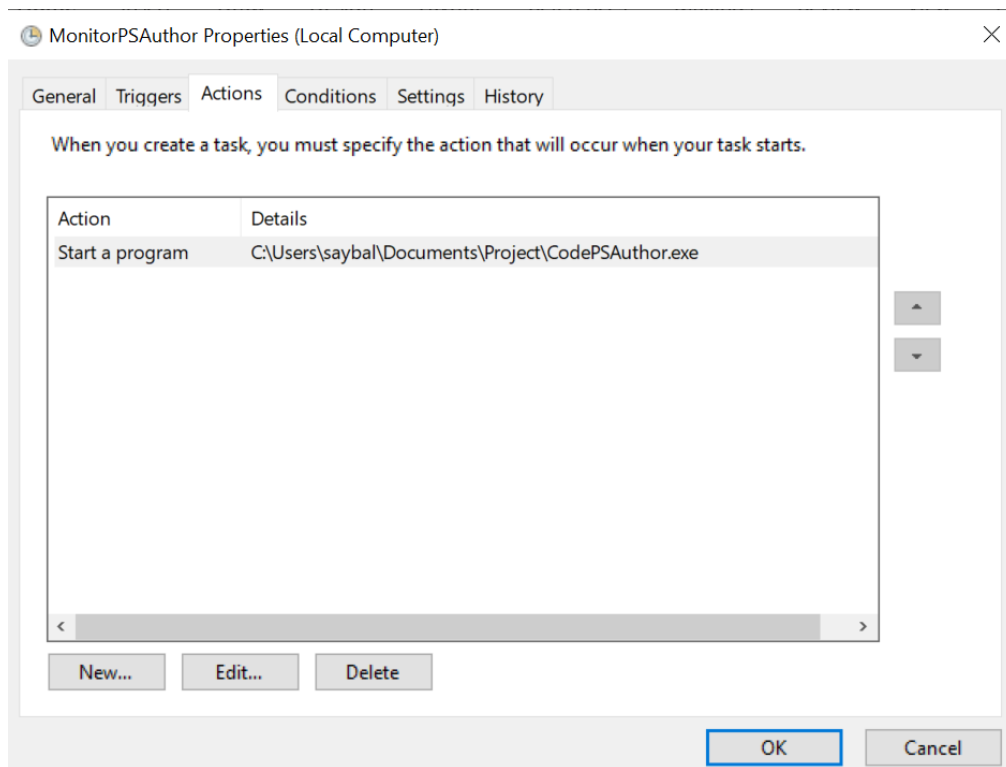 MonitorPSAuthor Properties (Local Computer)
General Triggers Actions Conditions Settings History
When you create a task, you must specify the action that will occur when your task starts.
Action Details
Start a program C:\Users\saybal\Documents\Project\CodePSAuthor.exe
New... Edit... Delete
OK Cancel